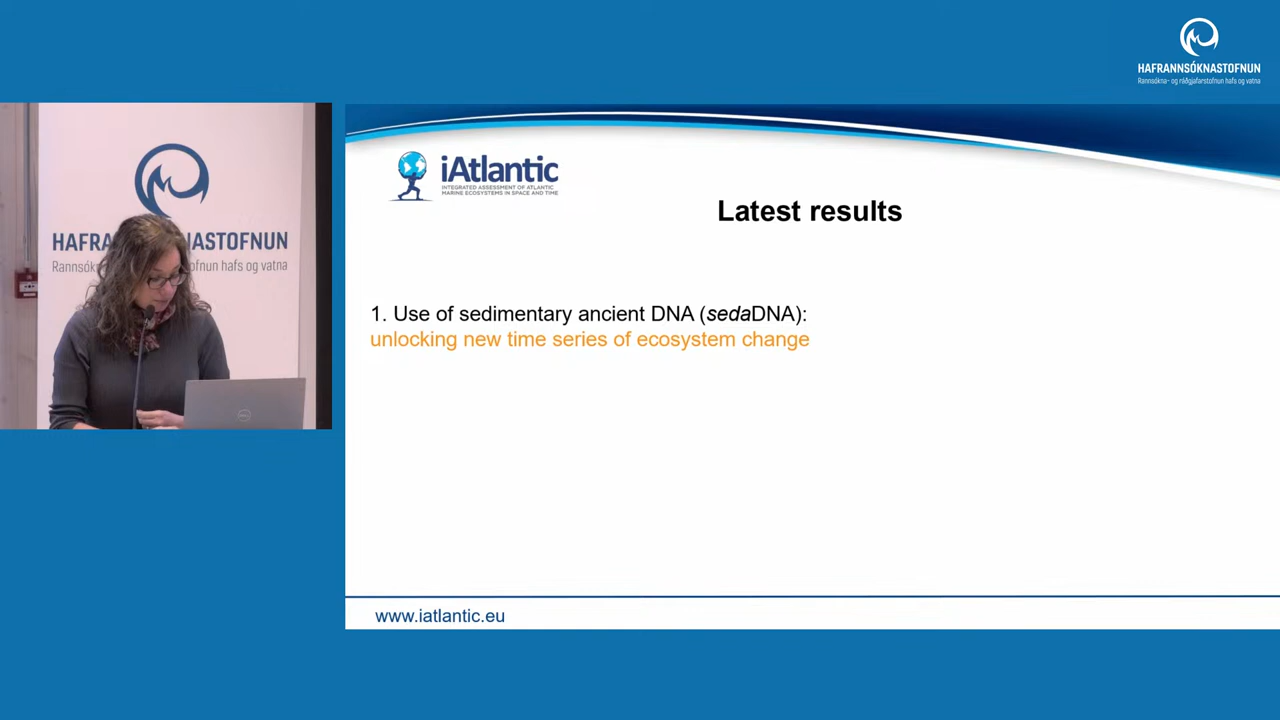 HAFRANNSÓKNASTOFNUN
Rannsókna- og ráðgjafarstofnun hafs og vatna
iAtlantic
INTEGRATED ASSESSMENT OF ATLANTIC
MARINE ECOSYSTEMS IN SPACE AND TIME
Latest results
1. Use of sedimentary ancient DNA (sedaDNA):
unlocking new time series of ecosystem change
www.iatlantic.eu
HAFR NASTOFNUN
ofnun hafs og vatna
DELL